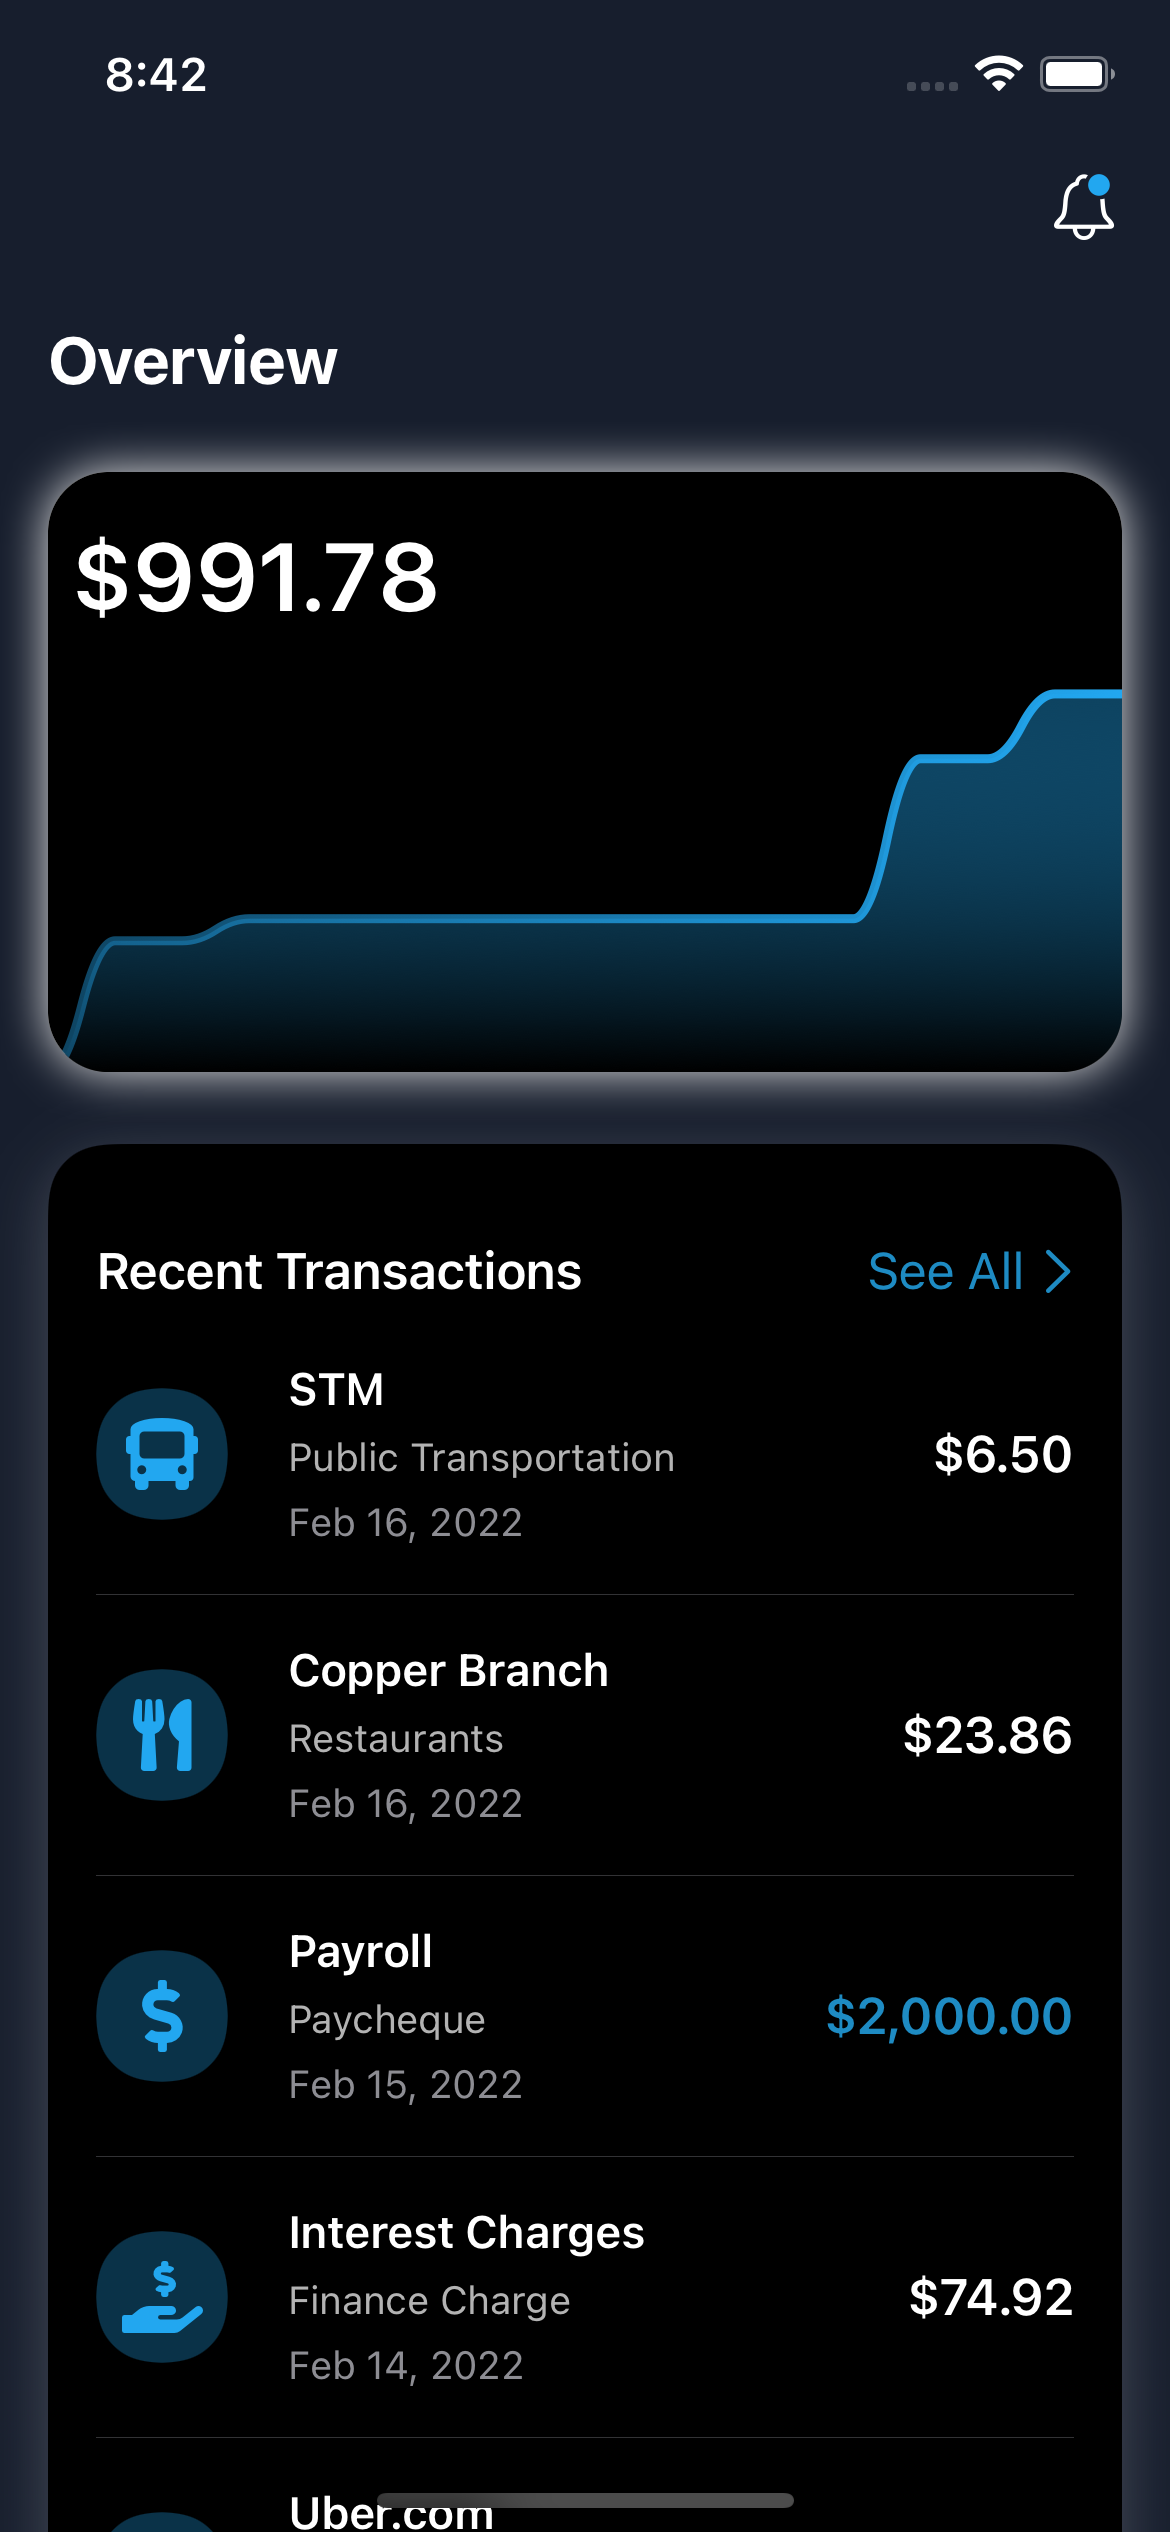 8:42
Overview
$991.78
Recent Transactions
See All
STM
Public Transportation
Feb 16, 2022
$6.50
Copper Branch
Restaurants
Feb 16, 2022
$23.86
Payroll
Paycheque
Feb 15, 2022
$2,000.00
Interest Charges
Finance Charge
Feb 14, 2022
$74.92
Uber.com